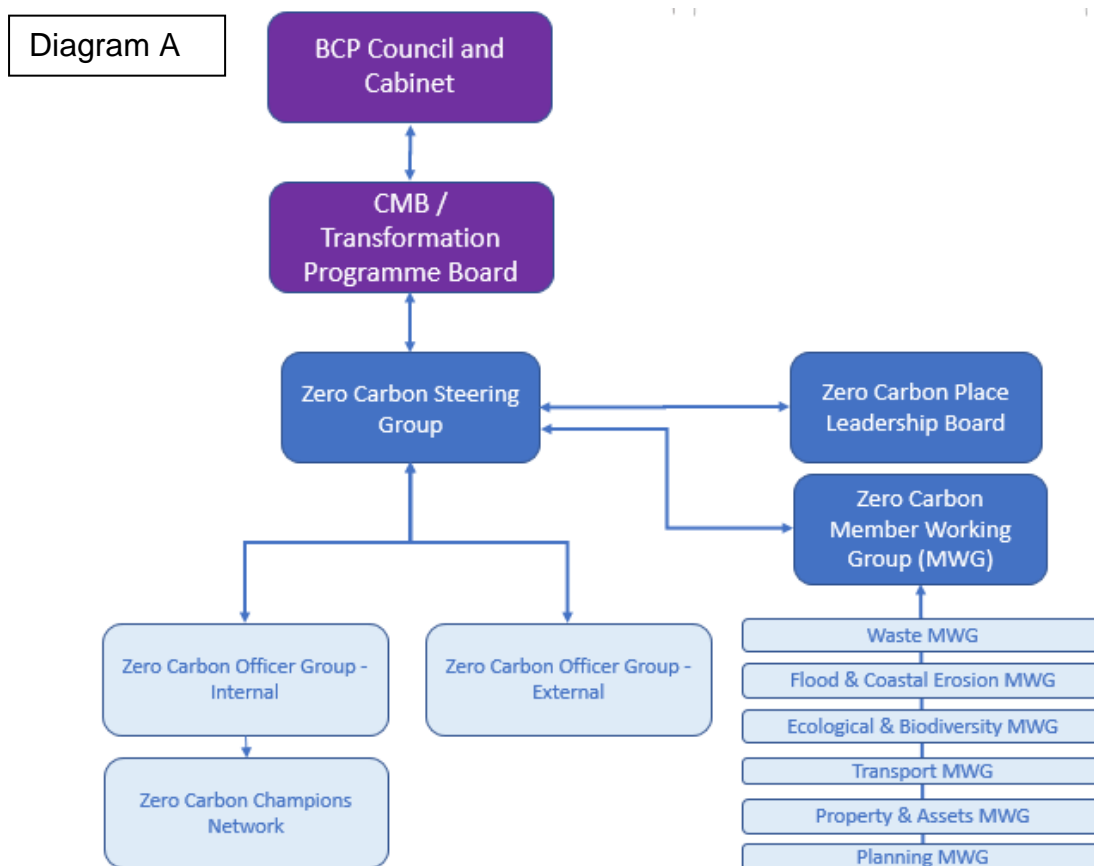 Diagram A
BCP Council and
Cabinet
CMB /
Transformation
Programme Board
Zero Carbon Steering
Group
Zero Carbon Place
Leadership Board
Zero Carbon
Member Working
Group (MWG)
Zero Carbon Officer Group -
Internal
Zero Carbon Officer Group -
External
Zero Carbon Champions
Network
Waste MWG
Flood & Coastal Erosion MWG
Ecological & Biodiversity MWG
Transport MWG
Property & Assets MWG
Planning MWG